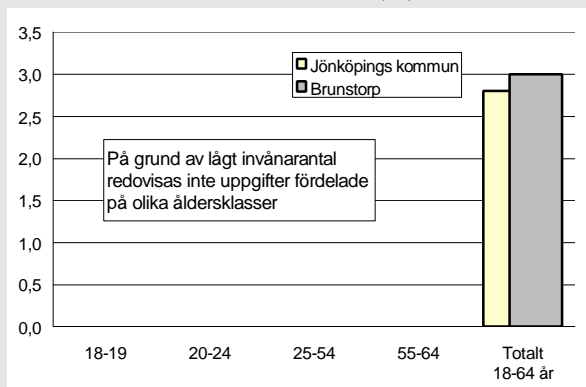 3,5
3,0
2,5
2,0
1,5
1,0
0,5
0,0
Jönköpings kommun
Brunstorp
På grund av lågt invånarantal
redovisas inte uppgifter fördelade
på olika åldersklasser
18-19 20-24 25-54 55-64 Totalt
18-64 år